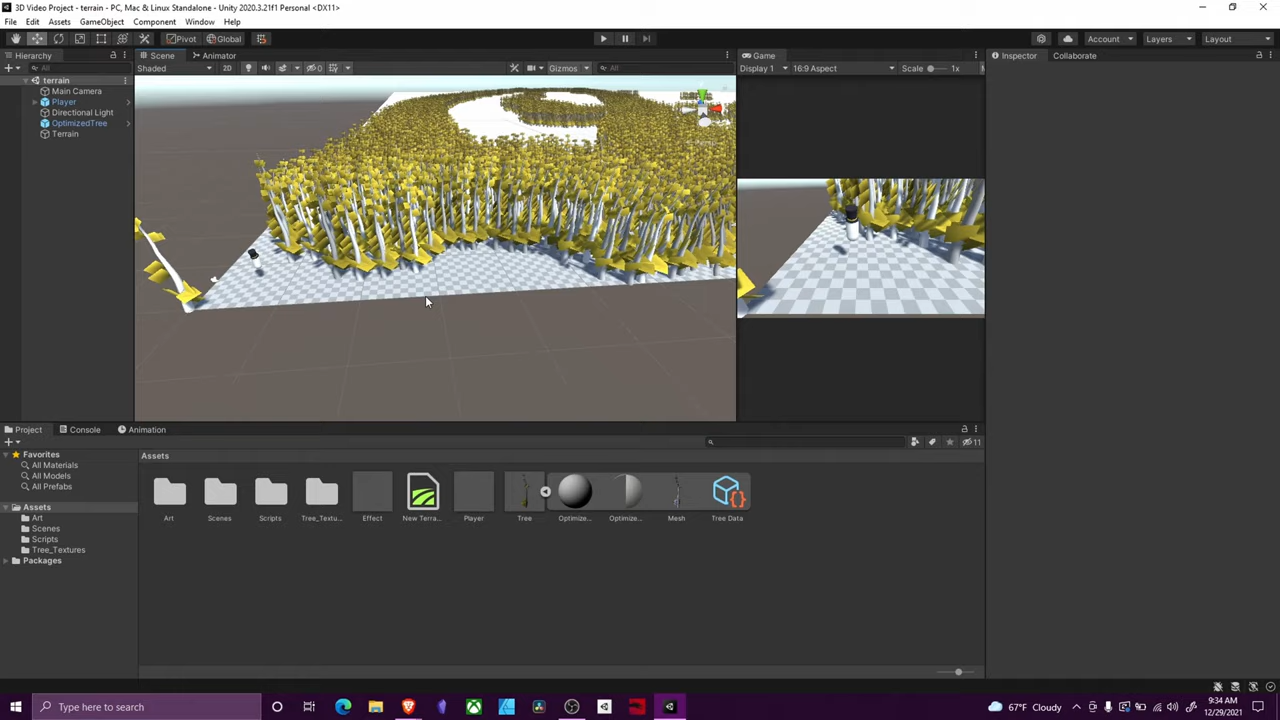 3D Video Project - terrain - PC, Mac & Linux Standalone - Unity 2020.3.21f1 Personal <DX11>
File Edit Assets GameObject Component Window Help
Pivot Global Account Layers Layout
Hierarchy Scene Animator Game Inspector Collaborate
All Shaded 2D 0 Gizmos All Display 1 16:9 Aspect Scale 1x
terrain
Main Camera
Player
Directional Light
OptimizedTree
Terrain
Project Console Animation
11
Favorites
All Materials
All Models
All Prefabs
Assets
Art
Scenes
Scripts
Tree_Textures
Packages
Assets
Art Scenes Scripts Tree_Textu... Effect New Terra... Player Tree Optimize... Optimize... Mesh Tree Data
Type here to search
67°F Cloudy
9:34 AM
12/29/2021